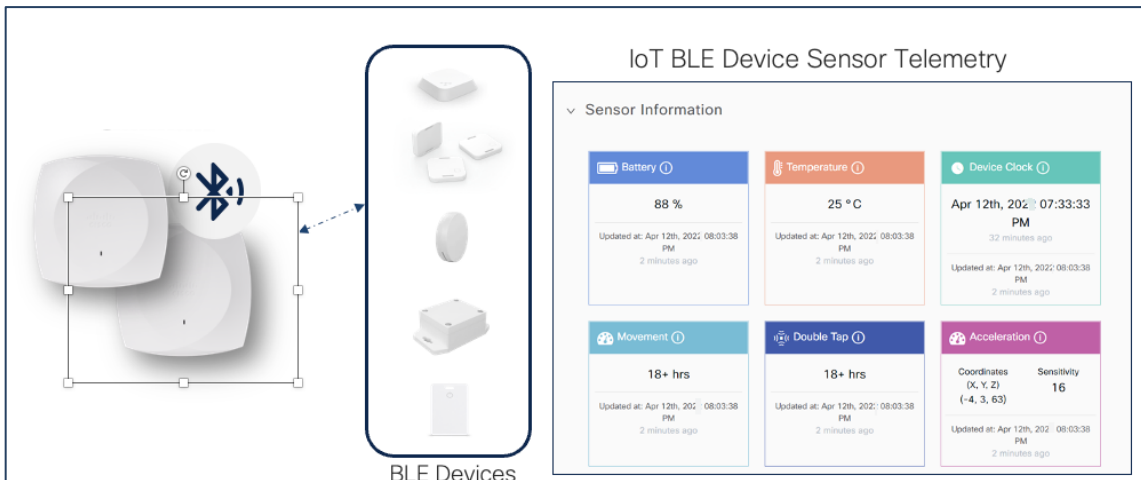 IoT BLE Device Sensor Telemetry
Sensor Information
Battery
88 %
Updated at: Apr 12th, 2022 08:03:38
PM
2 minutes ago
Temperature
25 °C
Updated at: Apr 12th, 2022 08:03:38
PM
2 minutes ago
Device Clock
Apr 12th, 202 07:33:33
PM
32 minutes ago
Updated at: Apr 12th, 2022 08:03:38
PM
2 minutes ago
Movement
18+ hrs
Updated at: Apr 12th, 202 08:03:38
PM
2 minutes ago
Double Tap
18+ hrs
Updated at: Apr 12th, 202 08:03:38
PM
2 minutes ago
Acceleration
Coordinates
(X, Y, Z)
(-4, 3, 63)
Sensitivity
16
Updated at: Apr 12th, 202 08:03:38
PM
2 minutes ago
BLE Devices